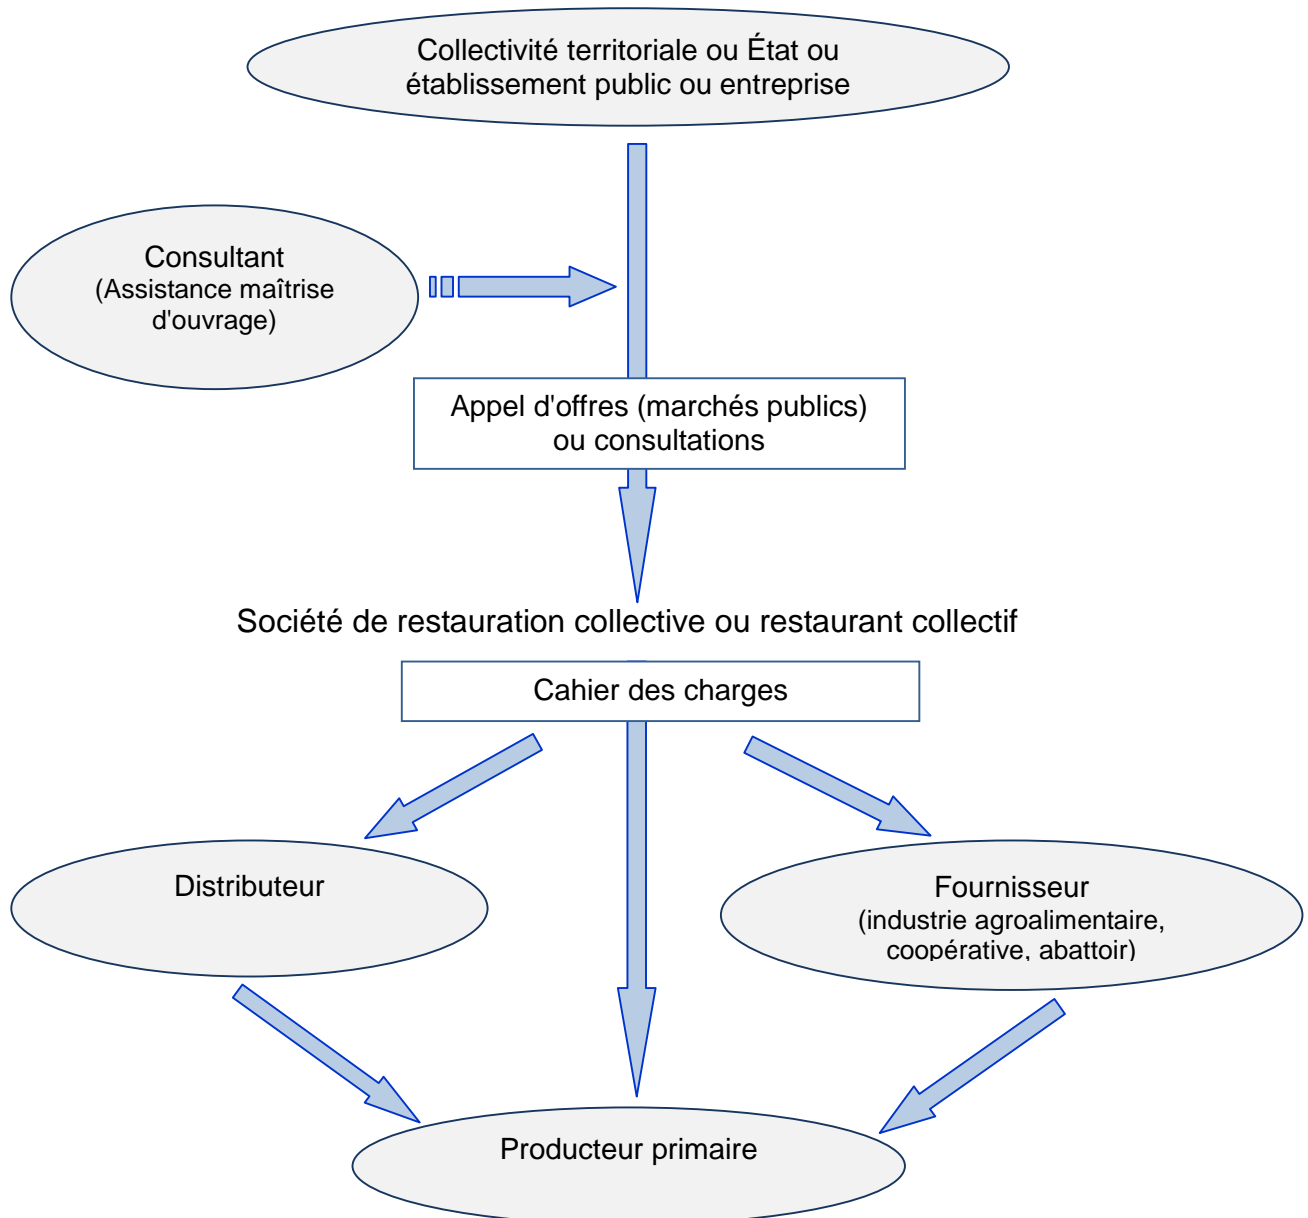 Collectivité territoriale ou État ou
établissement public ou entreprise
Consultant
(Assistance maîtrise
d'ouvrage)
Appel d'offres (marchés publics)
ou consultations
Société de restauration collective ou restaurant collectif
Cahier des charges
Distributeur
Fournisseur
(industrie agroalimentaire,
coopérative, abattoir)
Producteur primaire